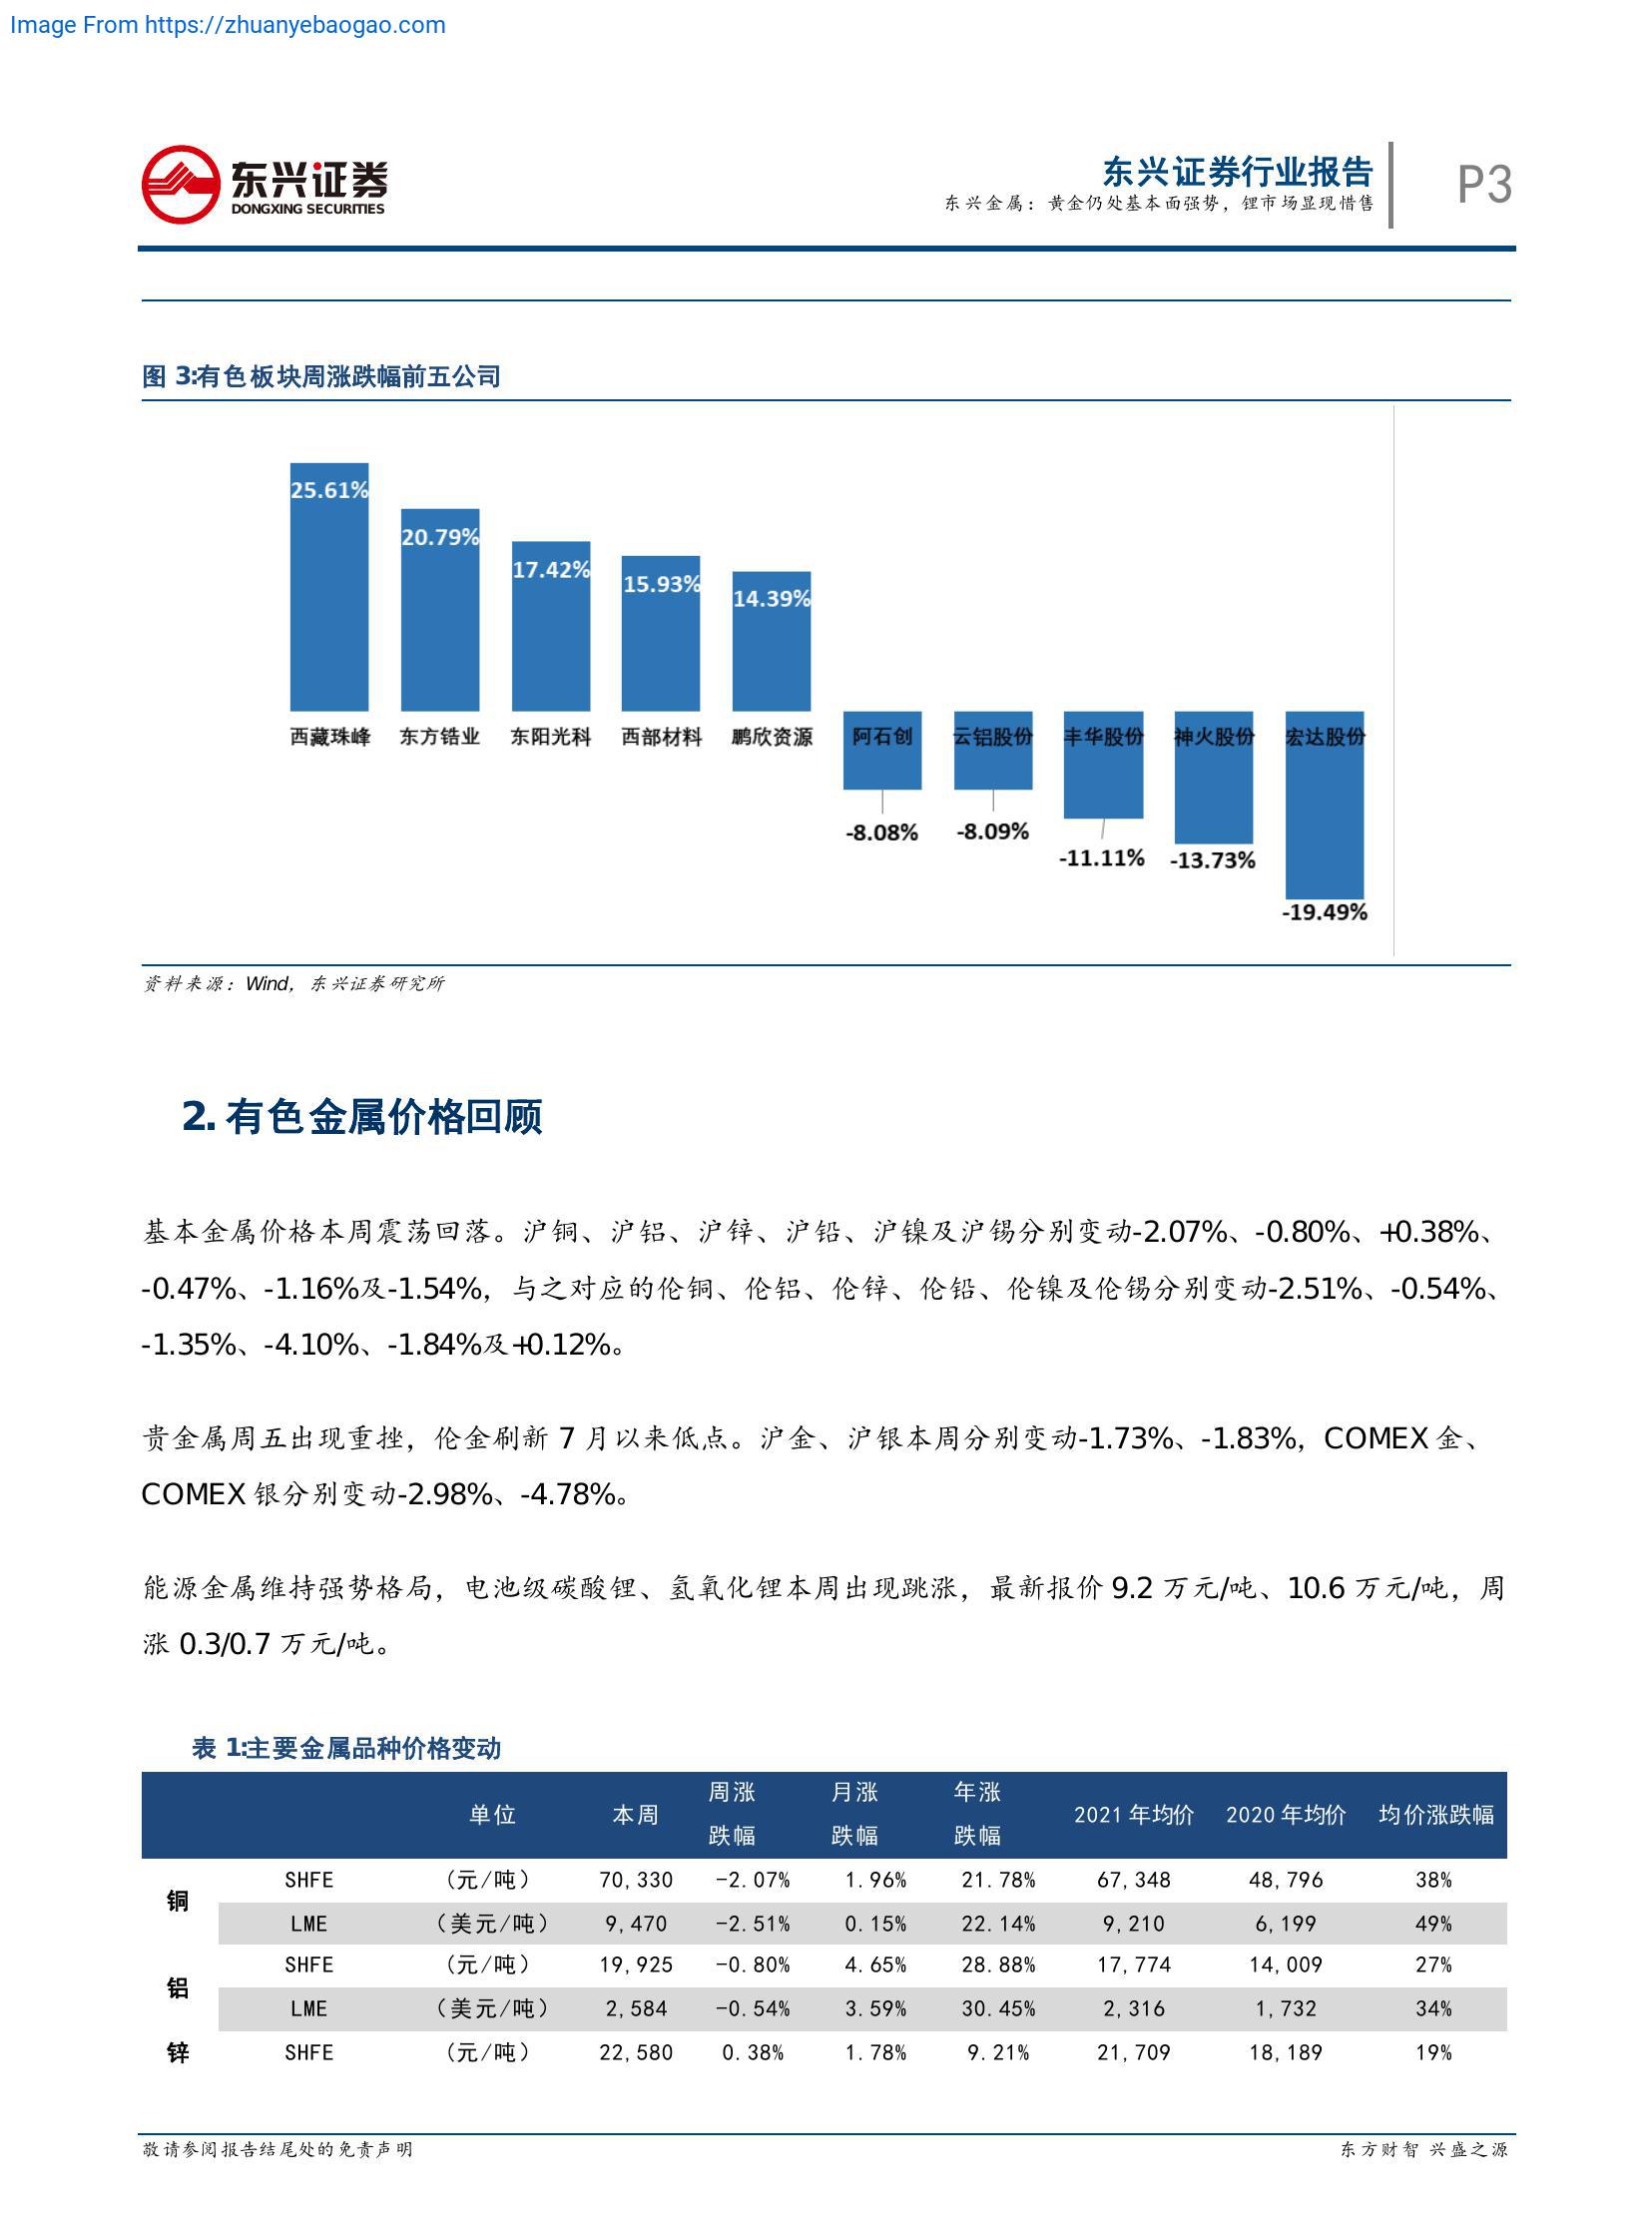 Image From https://zhuanyebaogao.com
东兴证券
DONGXING SECURITIES
东兴证券行业报告
东兴金属：黄金仍处基本面强势，锂市场显现惜售
P3
图 3:有色板块周涨跌幅前五公司
25.61%
20.79%
17.42%
15.93%
14.39%
西藏珠峰 东方锆业 东阳光科 西部材料 鹏欣资源 阿石创 云铝股份 丰华股份 神火股份 宏达股份
-8.08%
-8.09%
-11.11%
-13.73%
-19.49%
资料来源：Wind，东兴证券研究所
2. 有色金属价格回顾
基本金属价格本周震荡回落。沪铜、沪铝、沪锌、沪铅、沪镍及沪锡分别变动-2.07%、-0.80%、+0.38%、
-0.47%、-1.16%及-1.54%，与之对应的伦铜、伦铝、伦锌、伦铅、伦镍及伦锡分别变动-2.51%、-0.54%、
-1.35%、-4.10%、-1.84%及+0.12%。
贵金属周五出现重挫，伦金刷新 7 月以来低点。沪金、沪银本周分别变动-1.73%、-1.83%，COMEX 金、
COMEX 银分别变动-2.98%、-4.78%。
能源金属维持强势格局，电池级碳酸锂、氢氧化锂本周出现跳涨，最新报价 9.2 万元/吨、10.6 万元/吨，周
涨 0.3/0.7 万元/吨。
表 1:主要金属品种价格变动
单位 本周 周涨跌幅 月涨跌幅 年涨跌幅 2021 年均价 2020 年均价 均价涨跌幅
铜 SHFE （元/吨） 70,330 -2.07% 1.96% 21.78% 67,348 48,796 38%
LME （美元/吨） 9,470 -2.51% 0.15% 22.14% 9,210 6,199 49%
铝 SHFE （元/吨） 19,925 -0.80% 4.65% 28.88% 17,774 14,009 27%
LME （美元/吨） 2,584 -0.54% 3.59% 30.45% 2,316 1,732 34%
锌 SHFE （元/吨） 22,580 0.38% 1.78% 9.21% 21,709 18,189 19%
敬请参阅报告结尾处的免责声明
东方财智 兴盛之源